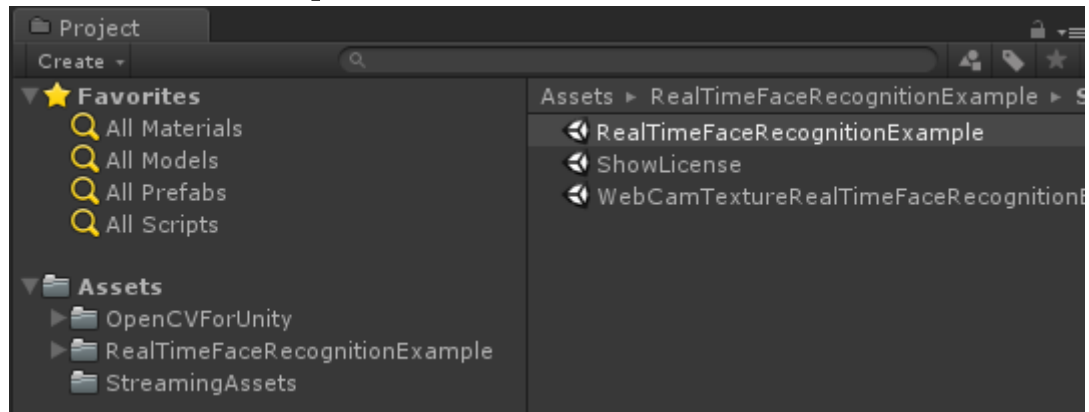 Project
Create
Favorites
All Materials
All Models
All Prefabs
All Scripts
Assets
OpenCVForUnity
RealTimeFaceRecognitionExample
StreamingAssets
Assets ▸ RealTimeFaceRecognitionExample ▸ S
RealTimeFaceRecognitionExample
ShowLicense
WebCamTextureRealTimeFaceRecognitionE